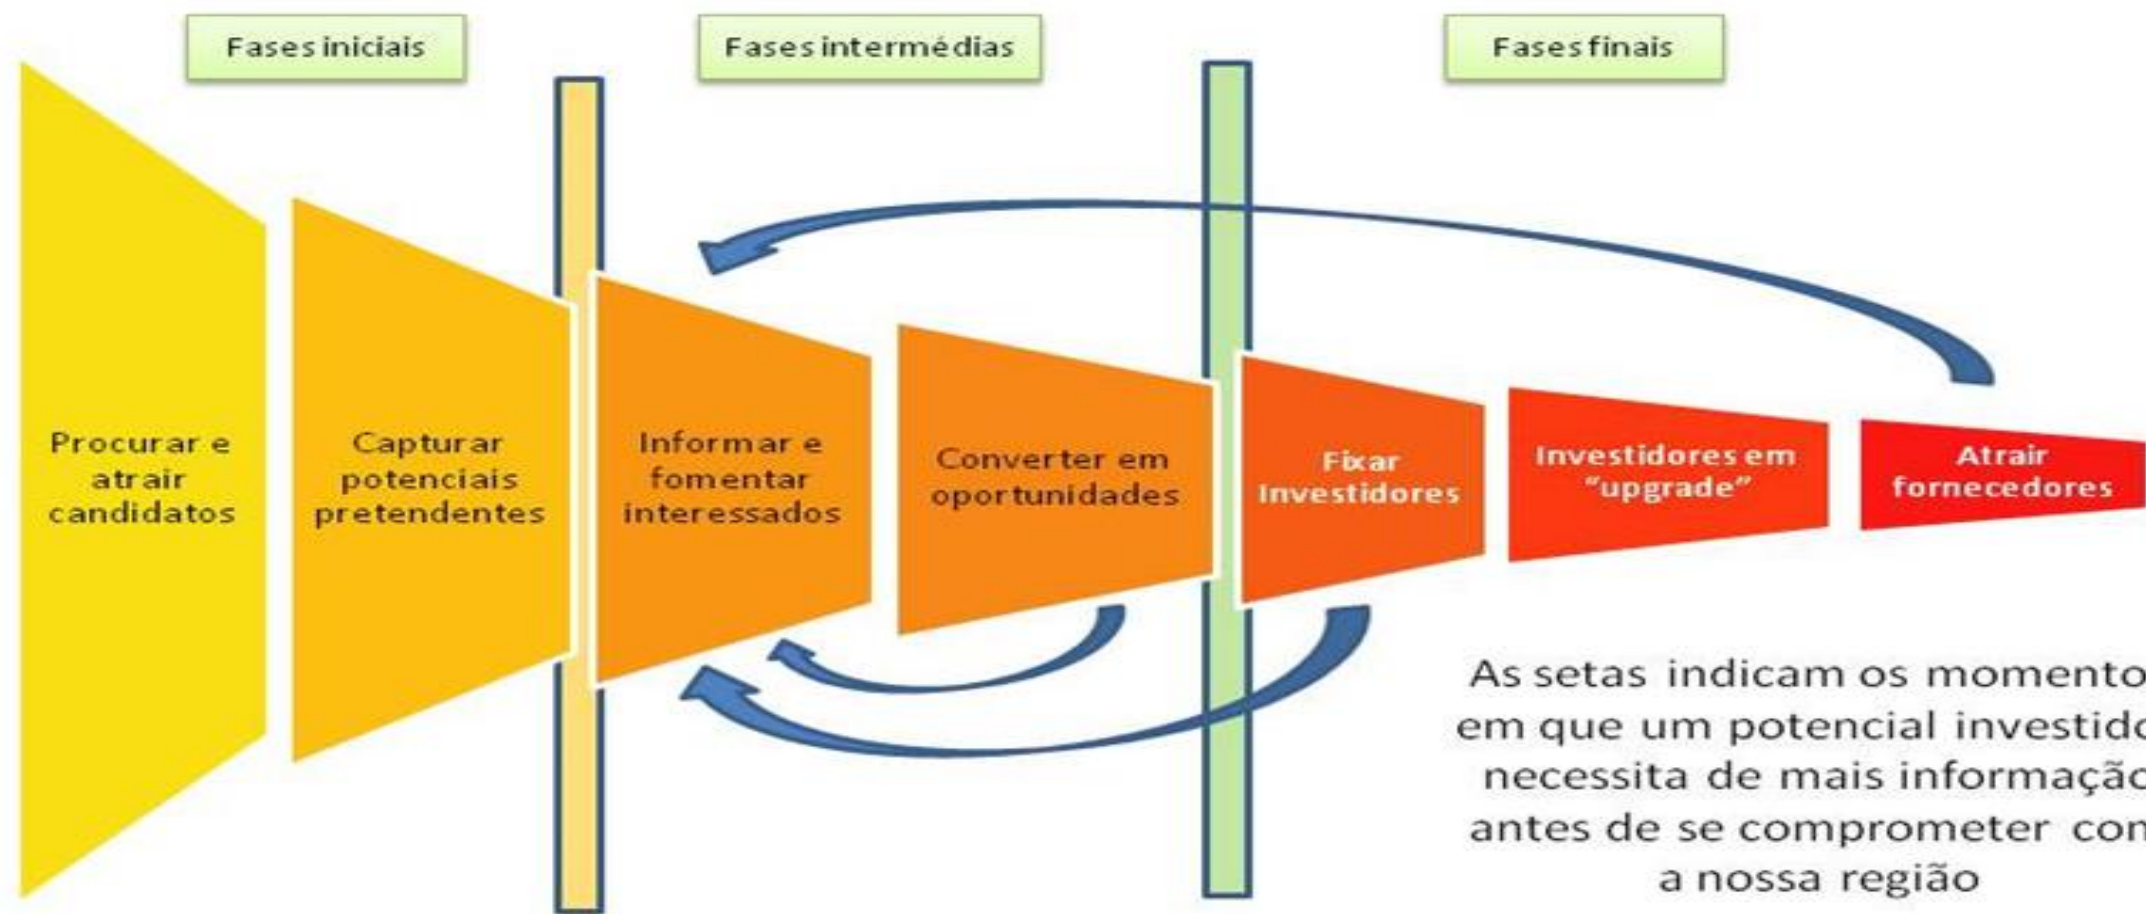 Fases iniciais
Fases intermédias
Fases finais
Procurar e
atrair
candidatos
Capturar
potenciais
pretendentes
Informar e
fomentar
interessados
Converter em
oportunidades
Fixar
Investidores
Investidores em
“upgrade”
Atrair
fornecedores
As setas indicam os momento
em que um potencial investido
necessita de mais informação
antes de se comprometer con
a nossa região